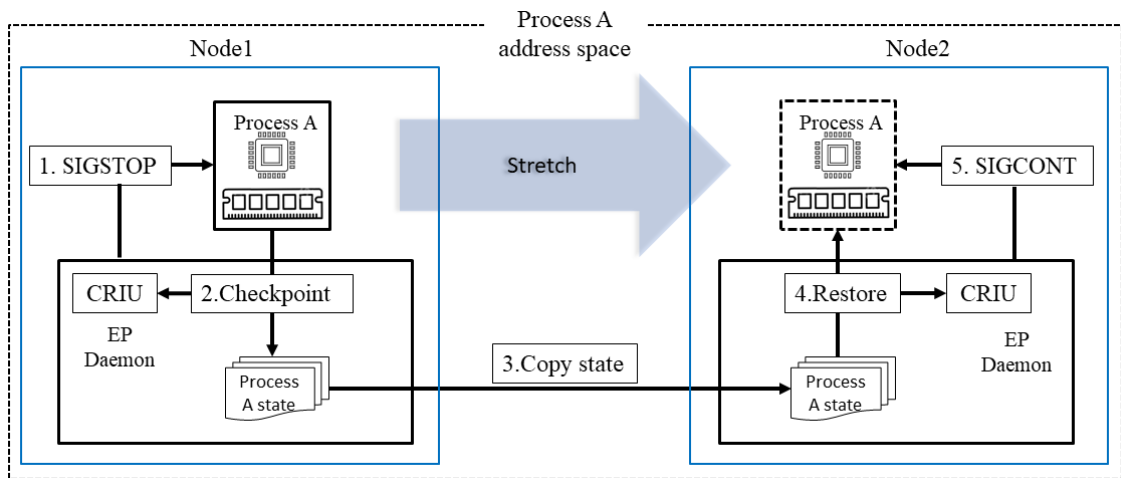 Process A
address space
Node1
Node2
Process A
1. SIGSTOP
Stretch
Process A
5. SIGCONT
CRIU
2.Checkpoint
EP
Daemon
Process
A state
3.Copy state
4.Restore
CRIU
EP
Daemon
Process
A state